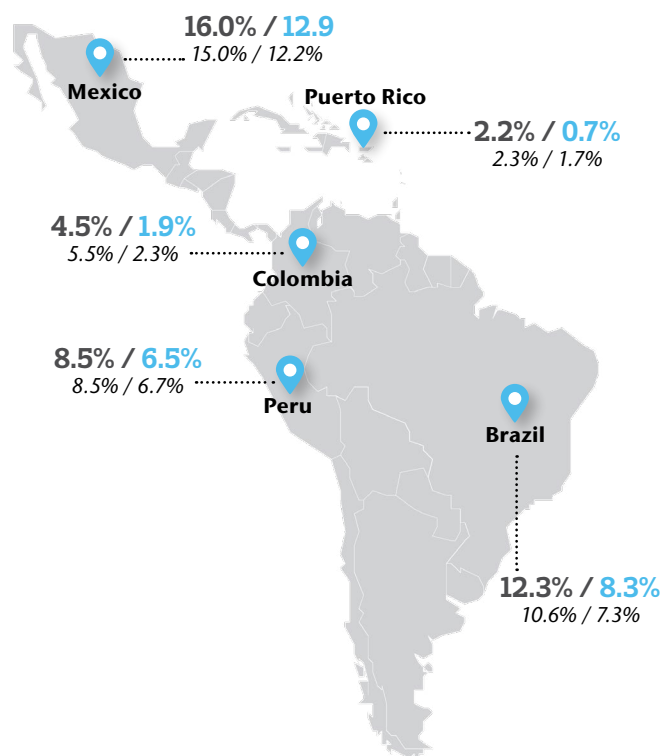 16.0% / 12.9
15.0% / 12.2%
Mexico
Puerto Rico
2.2% / 0.7%
2.3% / 1.7%
4.5% / 1.9%
5.5% / 2.3%
Colombia
8.5% / 6.5%
8.5% / 6.7%
Peru
Brazil
12.3% / 8.3%
10.6% / 7.3%